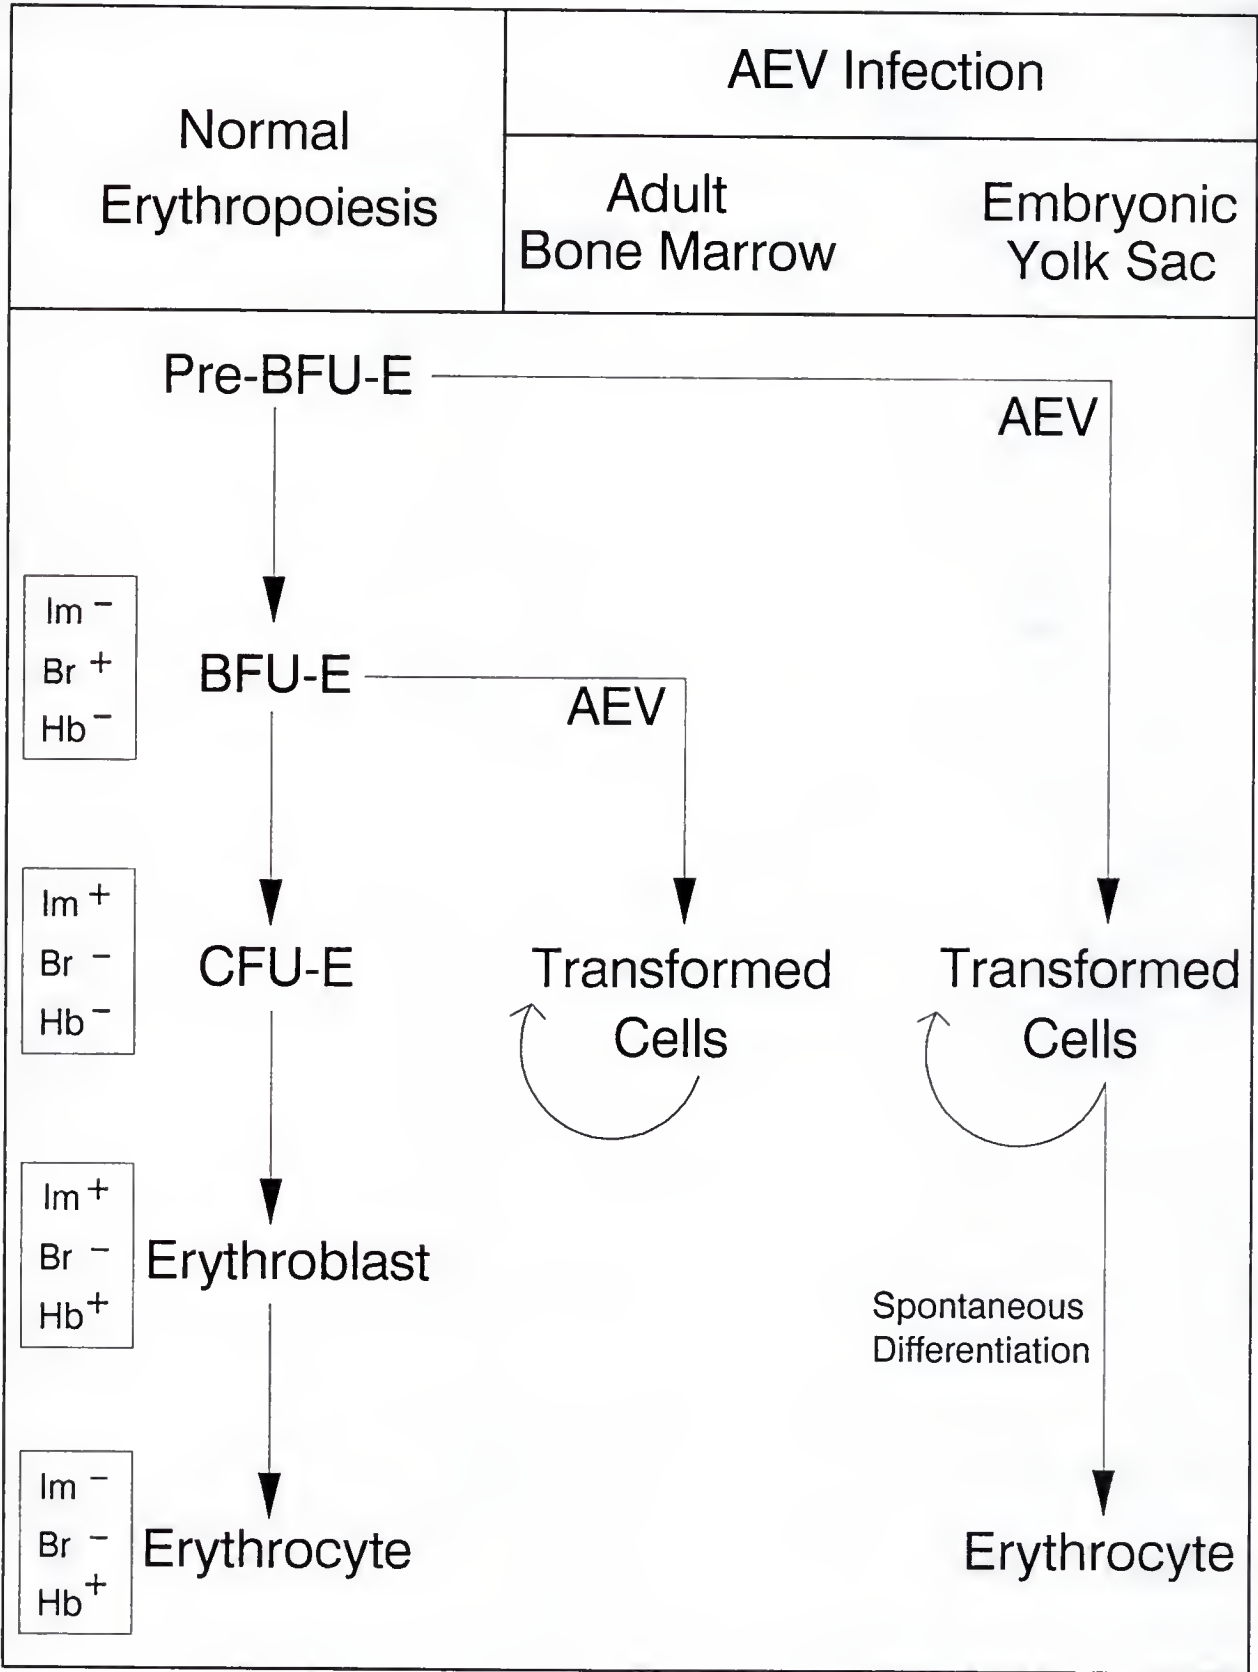 Normal
Erythropoiesis
AEV Infection
Adult
Bone Marrow
Embryonic
Yolk Sac
Pre-BFU-E
AEV
Im −
Br +
Hb −
BFU-E
AEV
Im +
Br −
Hb −
CFU-E
Transformed
Cells
Transformed
Cells
Im +
Br −
Hb +
Erythroblast
Spontaneous
Differentiation
Im −
Br −
Hb +
Erythrocyte
Erythrocyte